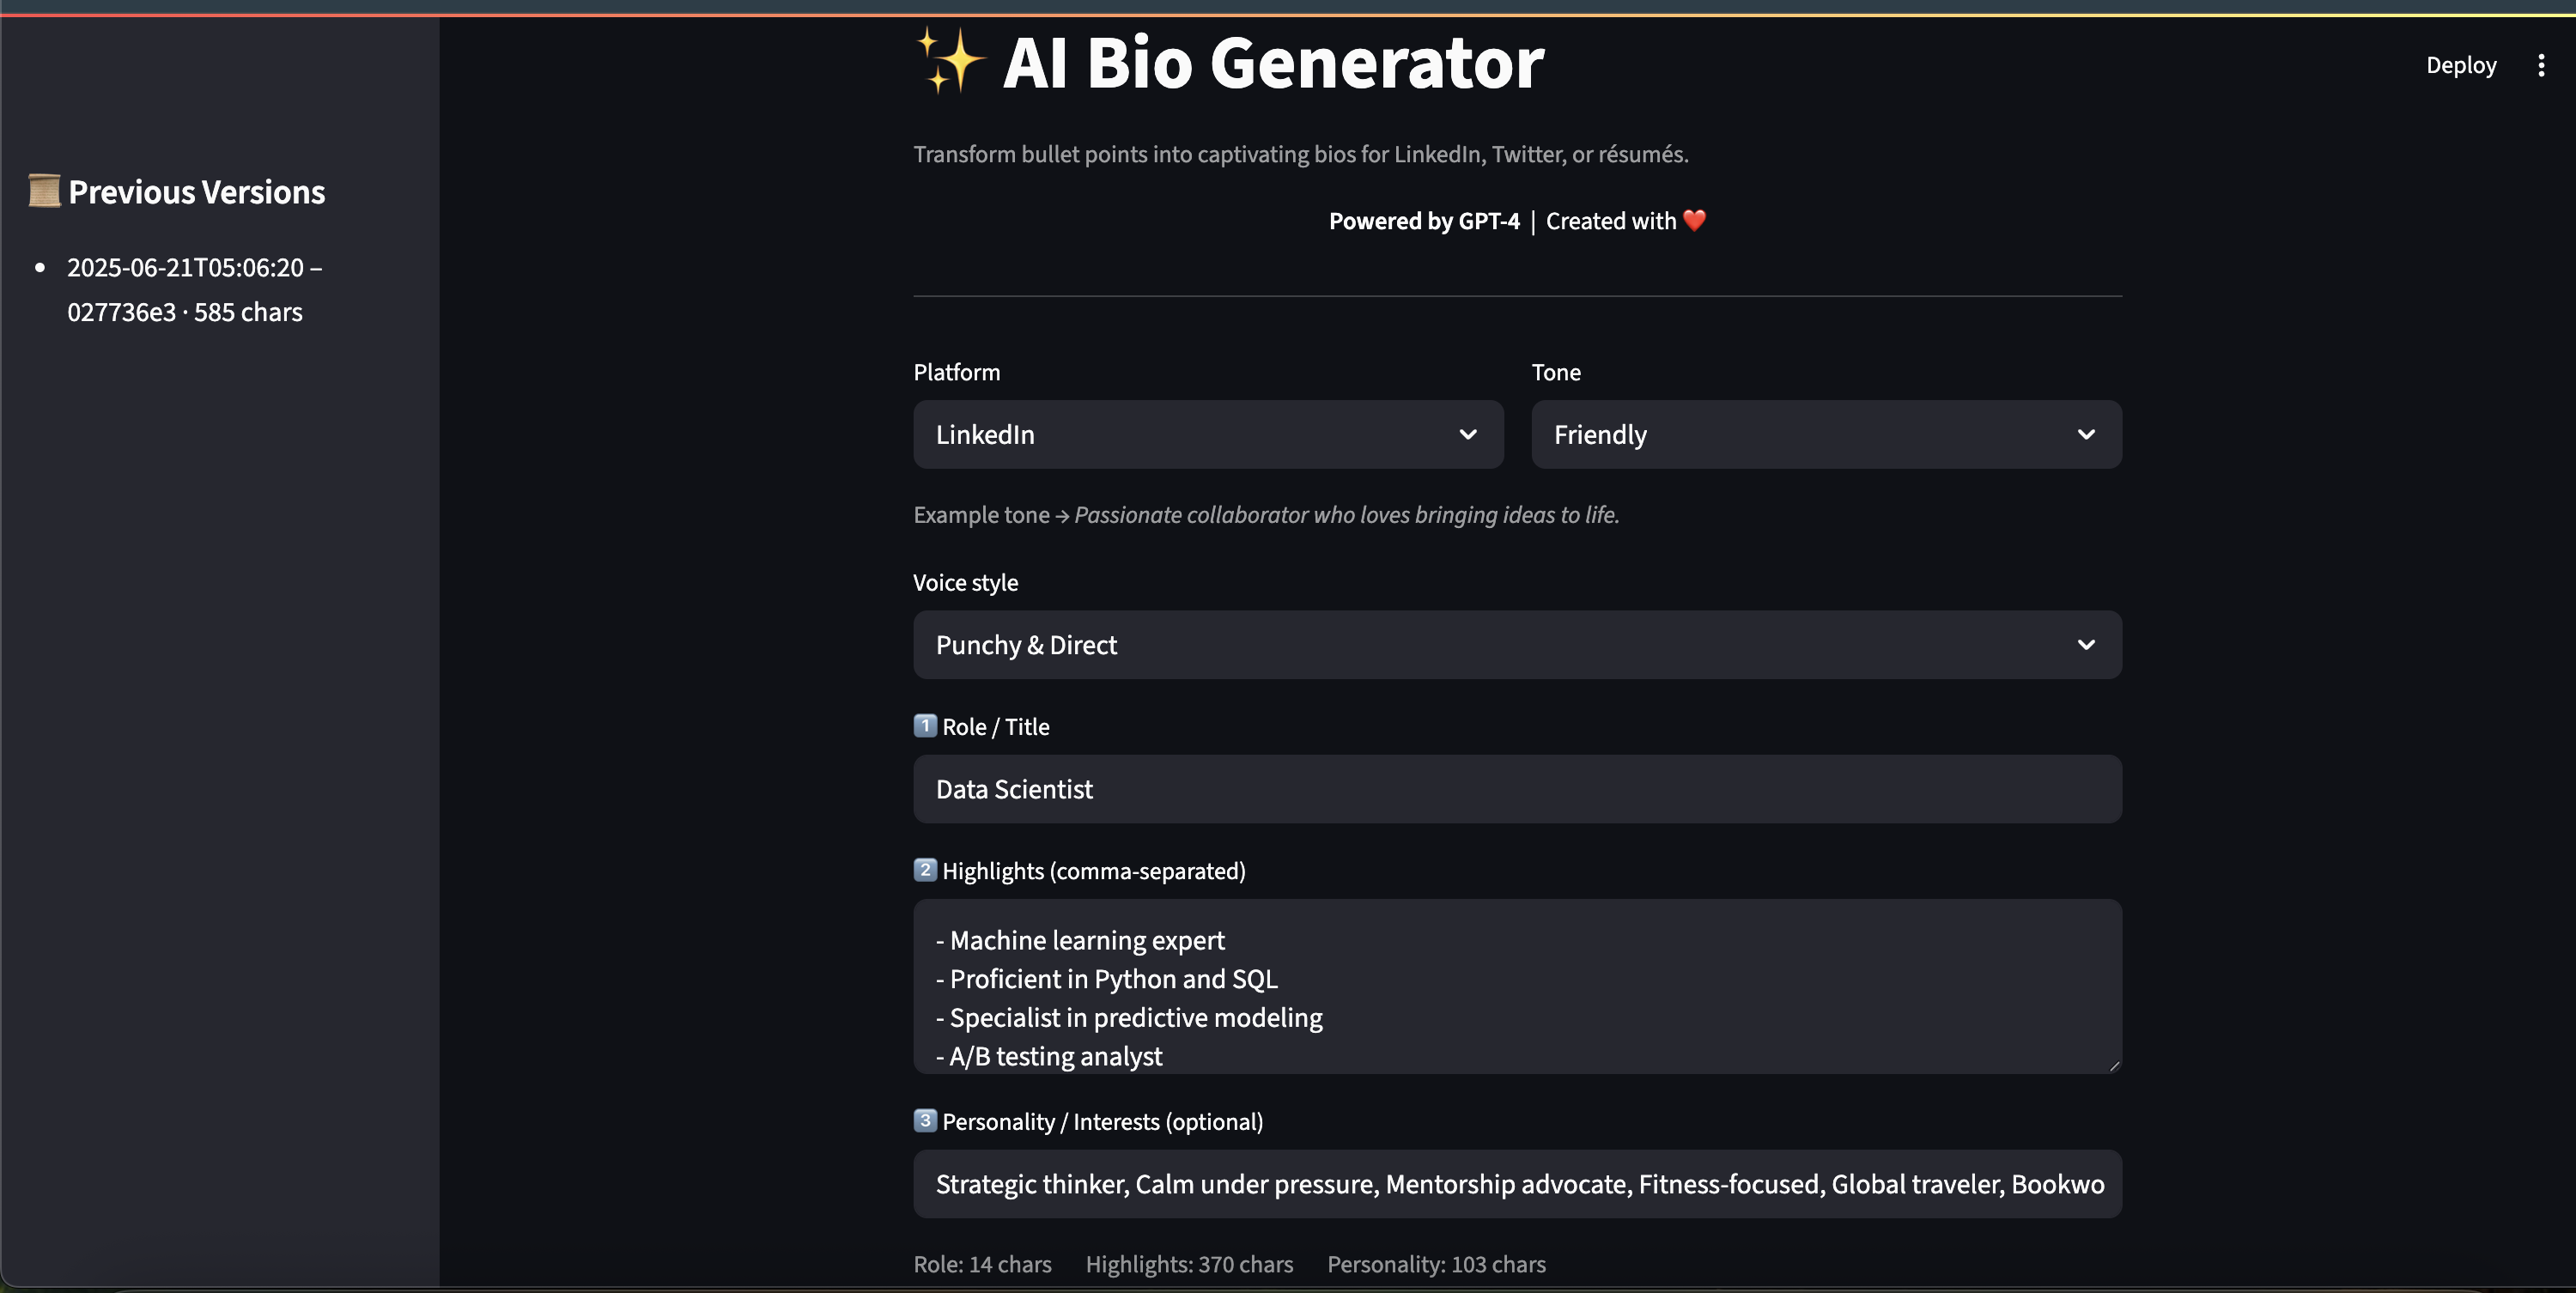 ✨ AI Bio Generator
Deploy
Transform bullet points into captivating bios for LinkedIn, Twitter, or résumés.
Powered by GPT-4 | Created with ❤️
📜 Previous Versions
• 2025-06-21T05:06:20 –
027736e3 · 585 chars
Platform
LinkedIn
Tone
Friendly
Example tone → Passionate collaborator who loves bringing ideas to life.
Voice style
Punchy & Direct
1️⃣ Role / Title
Data Scientist
2️⃣ Highlights (comma-separated)
- Machine learning expert
- Proficient in Python and SQL
- Specialist in predictive modeling
- A/B testing analyst
3️⃣ Personality / Interests (optional)
Strategic thinker, Calm under pressure, Mentorship advocate, Fitness-focused, Global traveler, Bookwo
Role: 14 chars Highlights: 370 chars Personality: 103 chars